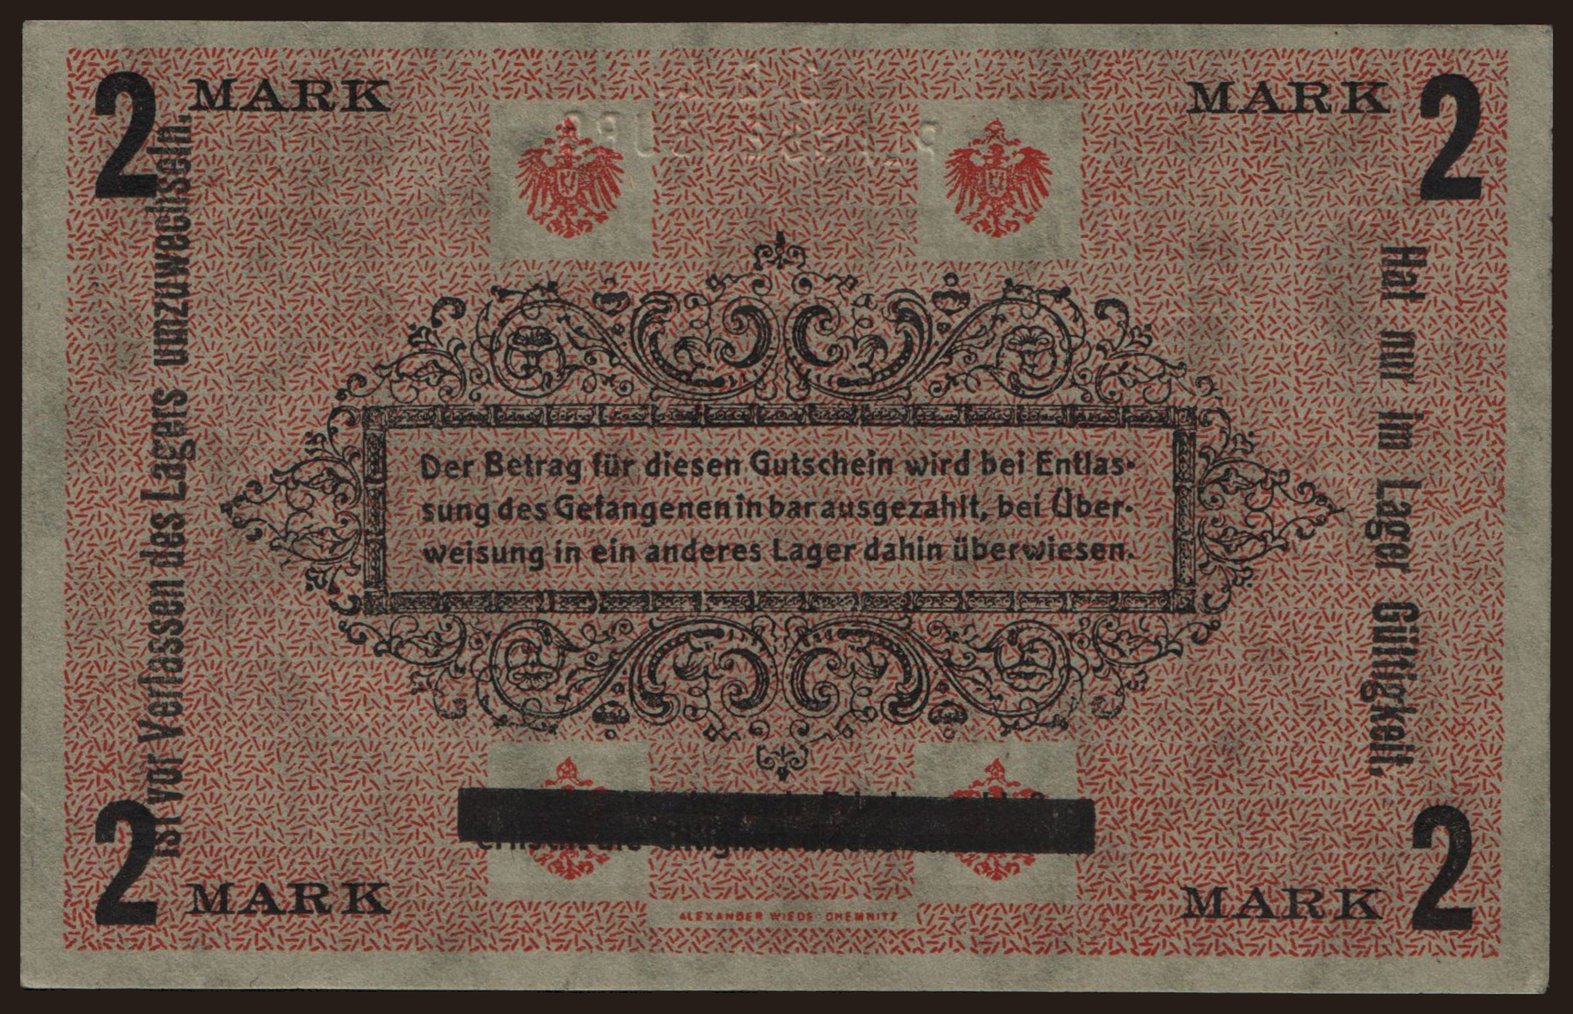 2 MARK
MARK 2
Ist vor Verlassen des Lagers umzuwechseln.
Der Betrag für diesen Gutschein wird bei Entlas-
sung des Gefangenen in bar ausgezahlt, bei Über-
weisung in ein anderes Lager dahin überwiesen.
Hat nur im Lager Gültigkeit,
2 MARK
MARK 2
ALEXANDER WIEDE CHEMNITZ